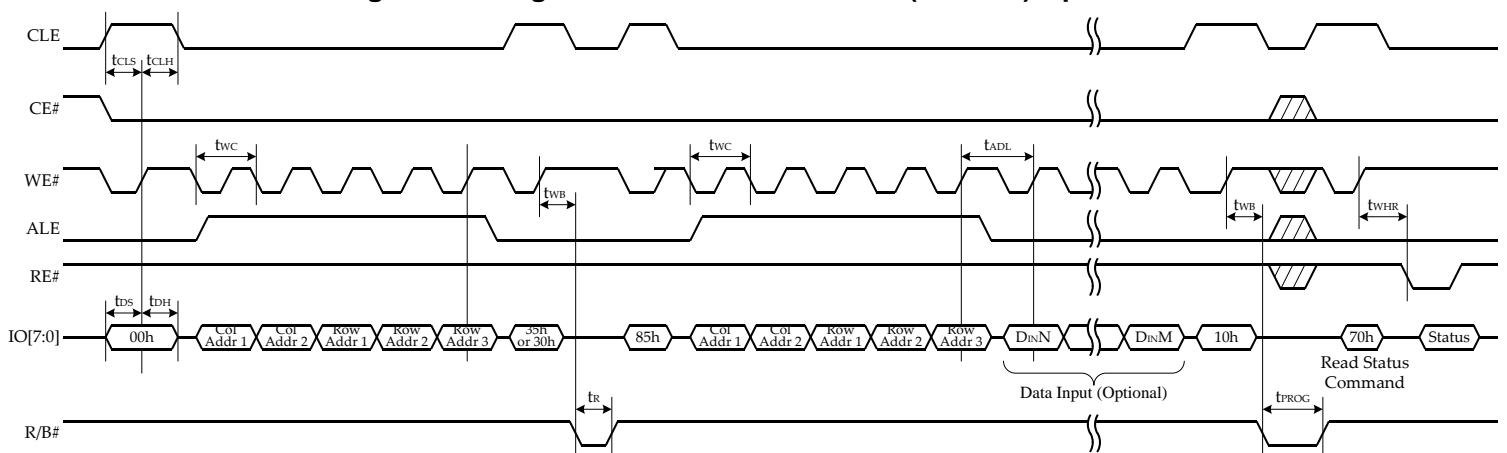 CLE
tCLS tCLH
CE#
tWC tWC tADL
WE#
tWB tWB tWHR
ALE
RE#
tDS tDH
IO[7:0] 00h Col Addr 1 Col Addr 2 Row Addr 1 Row Addr 2 Row Addr 3 35h or 30h 85h Col Addr 1 Col Addr 2 Row Addr 1 Row Addr 2 Row Addr 3 DINN DINM 10h 70h Status
Data Input (Optional)
Read Status
Command
tR tPROG
R/B#